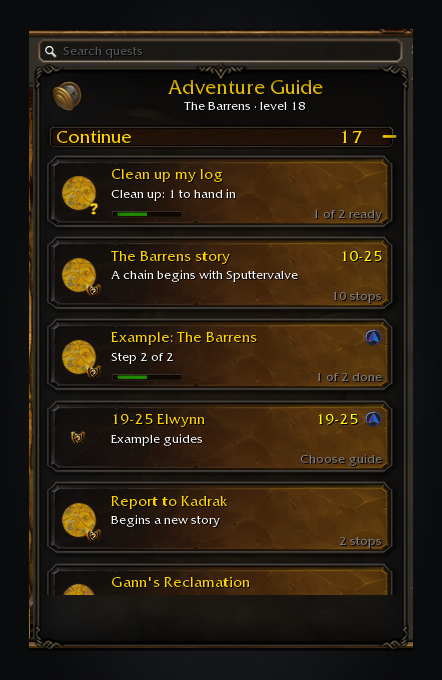 Search quests
Adventure Guide
The Barrens · level 18
Continue 17
Clean up my log
Clean up: 1 to hand in
1 of 2 ready
The Barrens story 10-25
A chain begins with Sputtervalve
10 stops
Example: The Barrens
Step 2 of 2
1 of 2 done
19-25 Elwynn 19-25
Example guides
Choose guide
Report to Kadrak
Begins a new story
2 stops
Gann's Reclamation